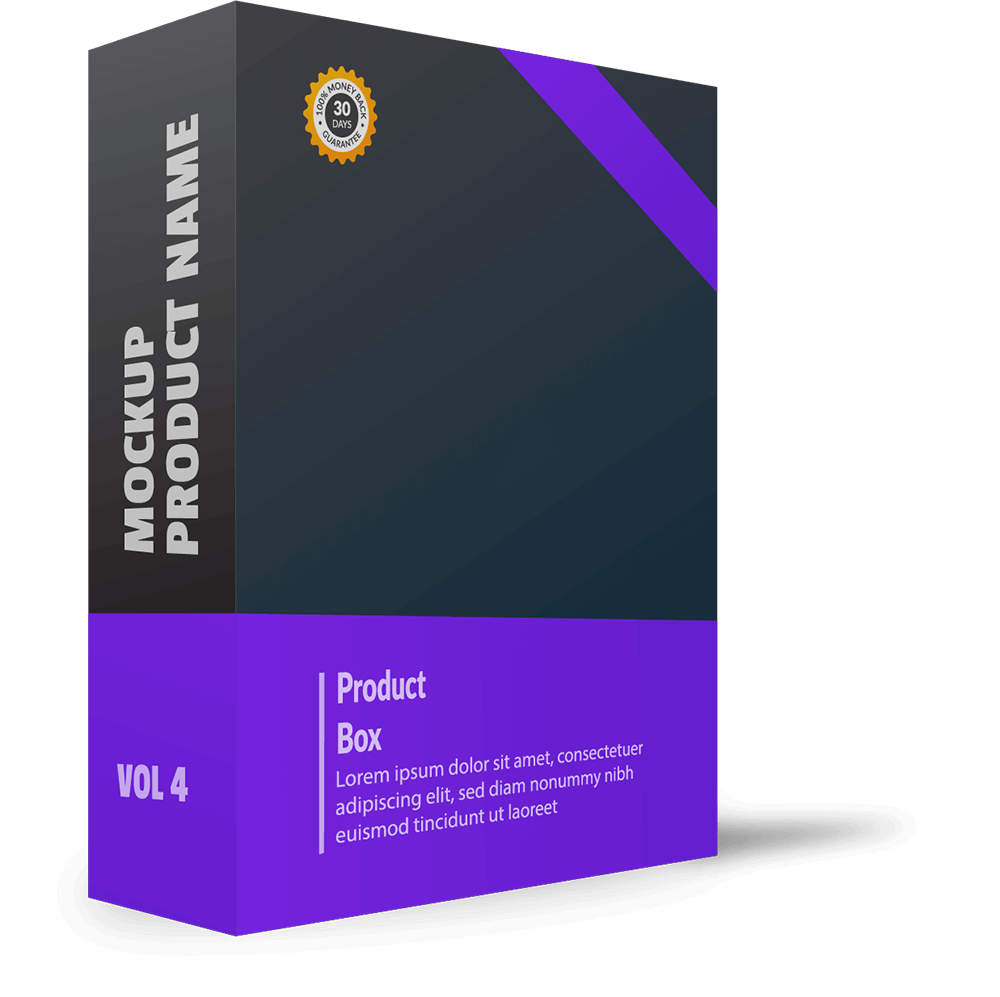 MOCKUP
PRODUCT NAME
VOL 4
100% MONEY BACK
30
DAYS
GUARANTEE
Product
Box
Lorem ipsum dolor sit amet, consectetuer
adipiscing elit, sed diam nonummy nibh
euismod tincidunt ut laoreet